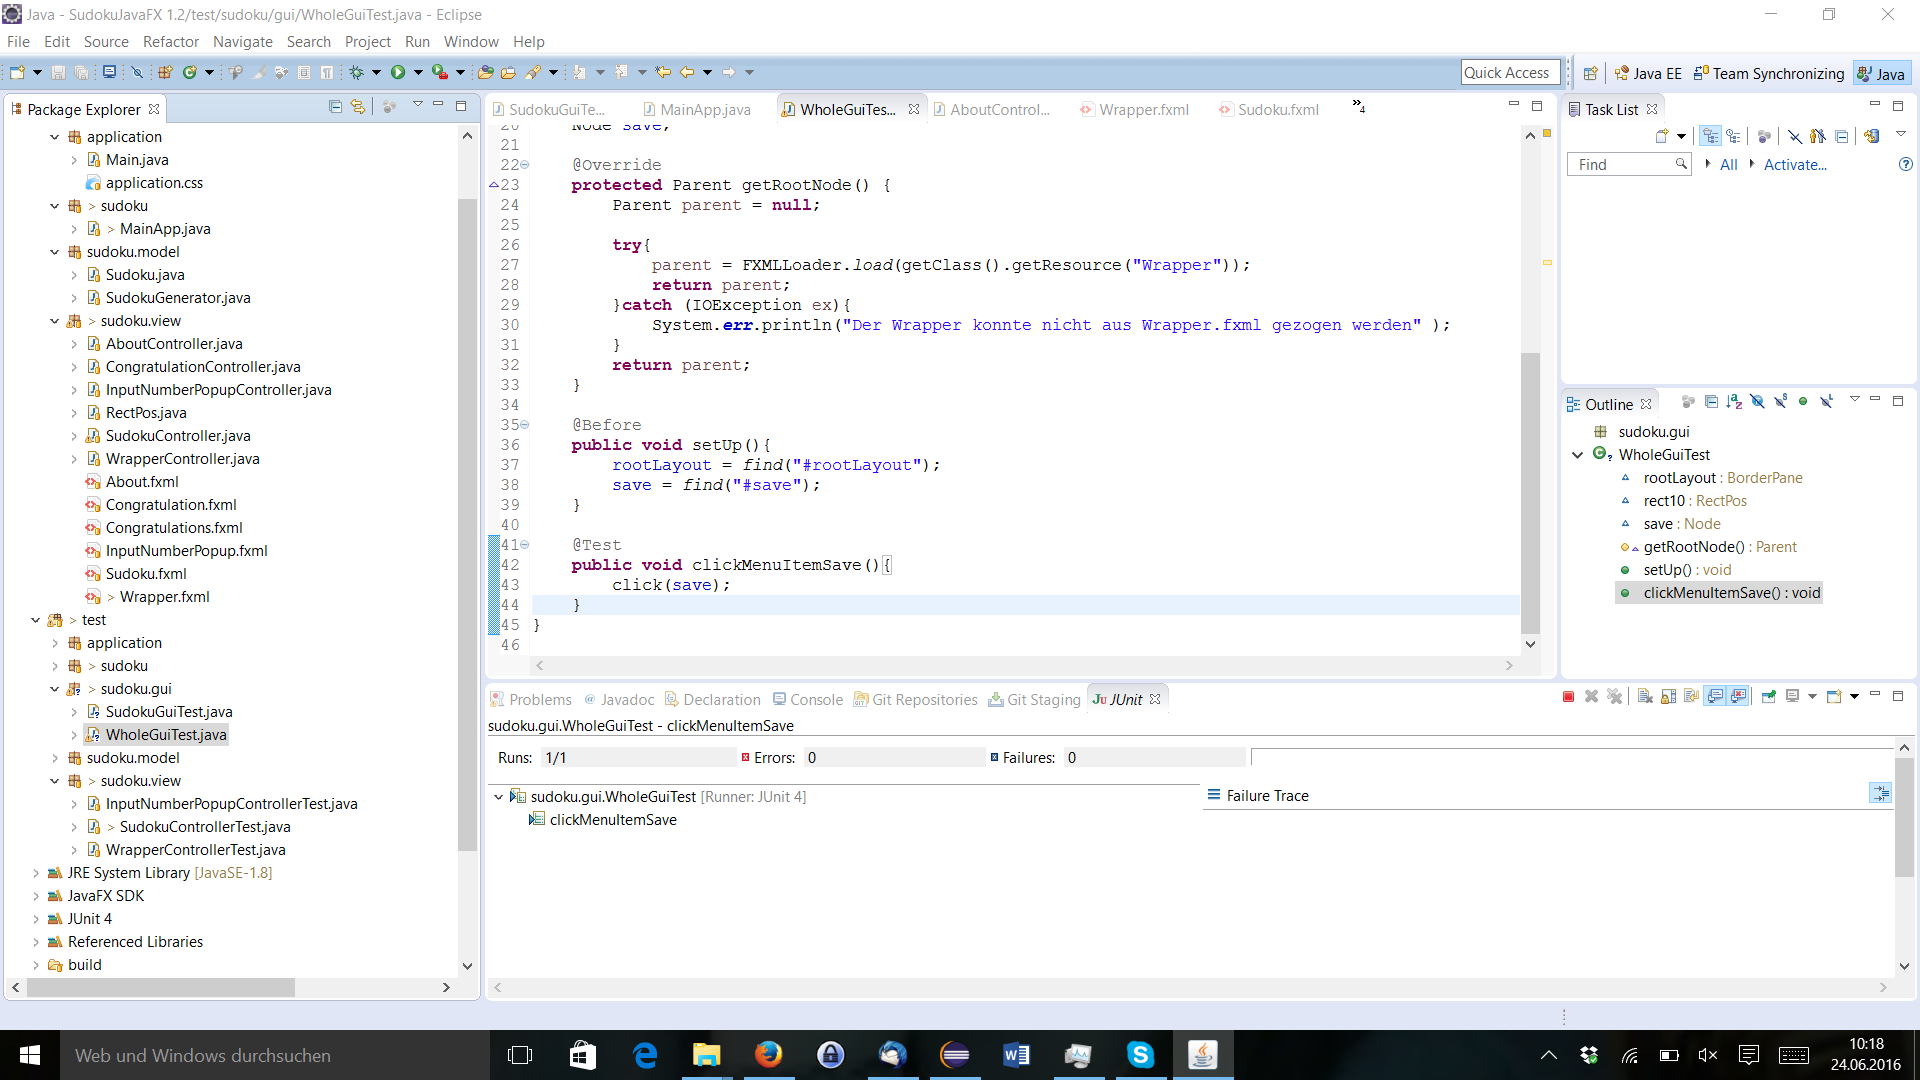 Java - SudokuJavaFX 1.2/test/sudoku/gui/WholeGuiTest.java - Eclipse
File Edit Source Refactor Navigate Search Project Run Window Help
Quick Access
Java EE
Team Synchronizing
Java
Package Explorer
application
Main.java
application.css
> sudoku
> MainApp.java
sudoku.model
Sudoku.java
SudokuGenerator.java
> sudoku.view
AboutController.java
CongratulationController.java
InputNumberPopupController.java
RectPos.java
SudokuController.java
WrapperController.java
About.fxml
Congratulation.fxml
Congratulations.fxml
InputNumberPopup.fxml
Sudoku.fxml
> Wrapper.fxml
> test
application
> sudoku
> sudoku.gui
SudokuGuiTest.java
WholeGuiTest.java
sudoku.model
> sudoku.view
InputNumberPopupControllerTest.java
> SudokuControllerTest.java
WrapperControllerTest.java
JRE System Library [JavaSE-1.8]
JavaFX SDK
JUnit 4
Referenced Libraries
build
SudokuGuiTe...
MainApp.java
WholeGuiTes...
AboutControl...
Wrapper.fxml
Sudoku.fxml
»4
20 Node save;
21
22 @Override
23 protected Parent getRootNode() {
24 Parent parent = null;
25
26 try{
27 parent = FXMLLoader.load(getClass().getResource("Wrapper"));
28 return parent;
29 }catch (IOException ex){
30 System.err.println("Der Wrapper konnte nicht aus Wrapper.fxml gezogen werden" );
31 }
32 return parent;
33 }
34
35 @Before
36 public void setUp(){
37 rootLayout = find("#rootLayout");
38 save = find("#save");
39 }
40
41 @Test
42 public void clickMenuItemSave(){
43 click(save);
44 }
45 }
46
Task List
Find
All
Activate...
Outline
sudoku.gui
WholeGuiTest
rootLayout : BorderPane
rect10 : RectPos
save : Node
getRootNode() : Parent
setUp() : void
clickMenuItemSave() : void
Problems
@ Javadoc
Declaration
Console
Git Repositories
Git Staging
JUnit
sudoku.gui.WholeGuiTest - clickMenuItemSave
Runs: 1/1
Errors: 0
Failures: 0
sudoku.gui.WholeGuiTest [Runner: JUnit 4]
clickMenuItemSave
Failure Trace
Web und Windows durchsuchen
10:18
24.06.2016